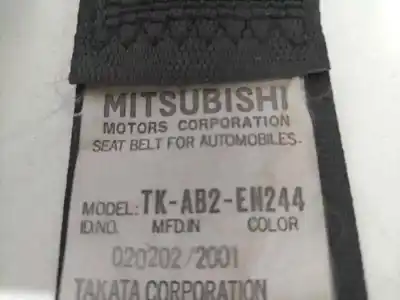 MITSUBISHI
MOTORS CORPORATION
SEAT BELT FOR AUTOMOBILES.
MODEL: TK-AB2-EN244
ID.NO. MFD.IN COLOR
020202/2001
TAKATA CORPORATION